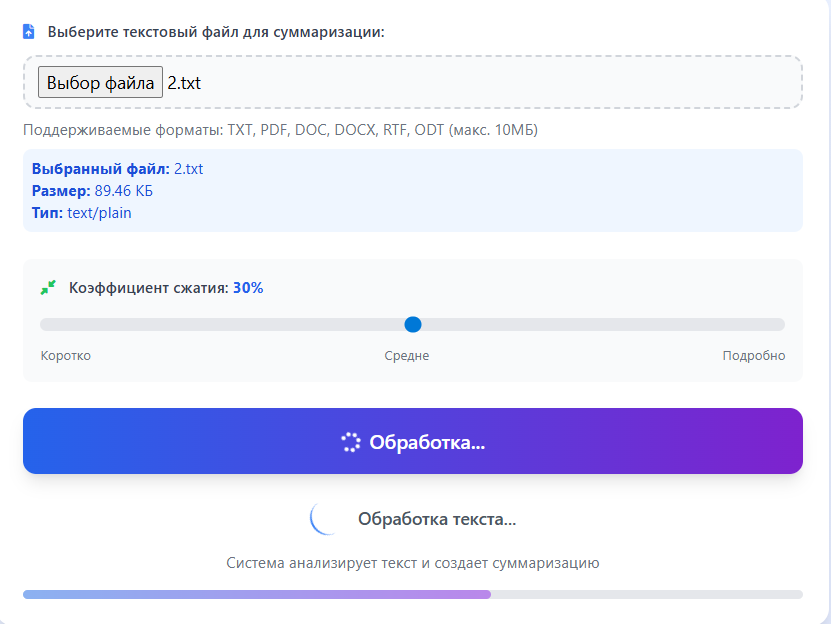 Выберите текстовый файл для суммаризации:
Выбор файла 2.txt
Поддерживаемые форматы: TXT, PDF, DOC, DOCX, RTF, ODT (макс. 10МБ)
Выбранный файл: 2.txt
Размер: 89.46 КБ
Тип: text/plain
Коэффициент сжатия: 30%
Коротко Средне Подробно
Обработка...
Обработка текста...
Система анализирует текст и создает суммаризацию